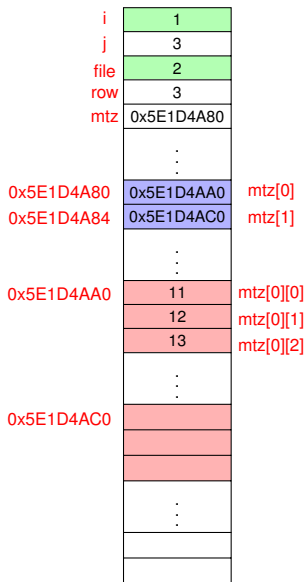 i 1
j 3
file 2
row 3
mtz 0x5E1D4A80
0x5E1D4A80 0x5E1D4AA0 mtz[0]
0x5E1D4A84 0x5E1D4AC0 mtz[1]
0x5E1D4AA0 11 mtz[0][0]
12 mtz[0][1]
13 mtz[0][2]
0x5E1D4AC0